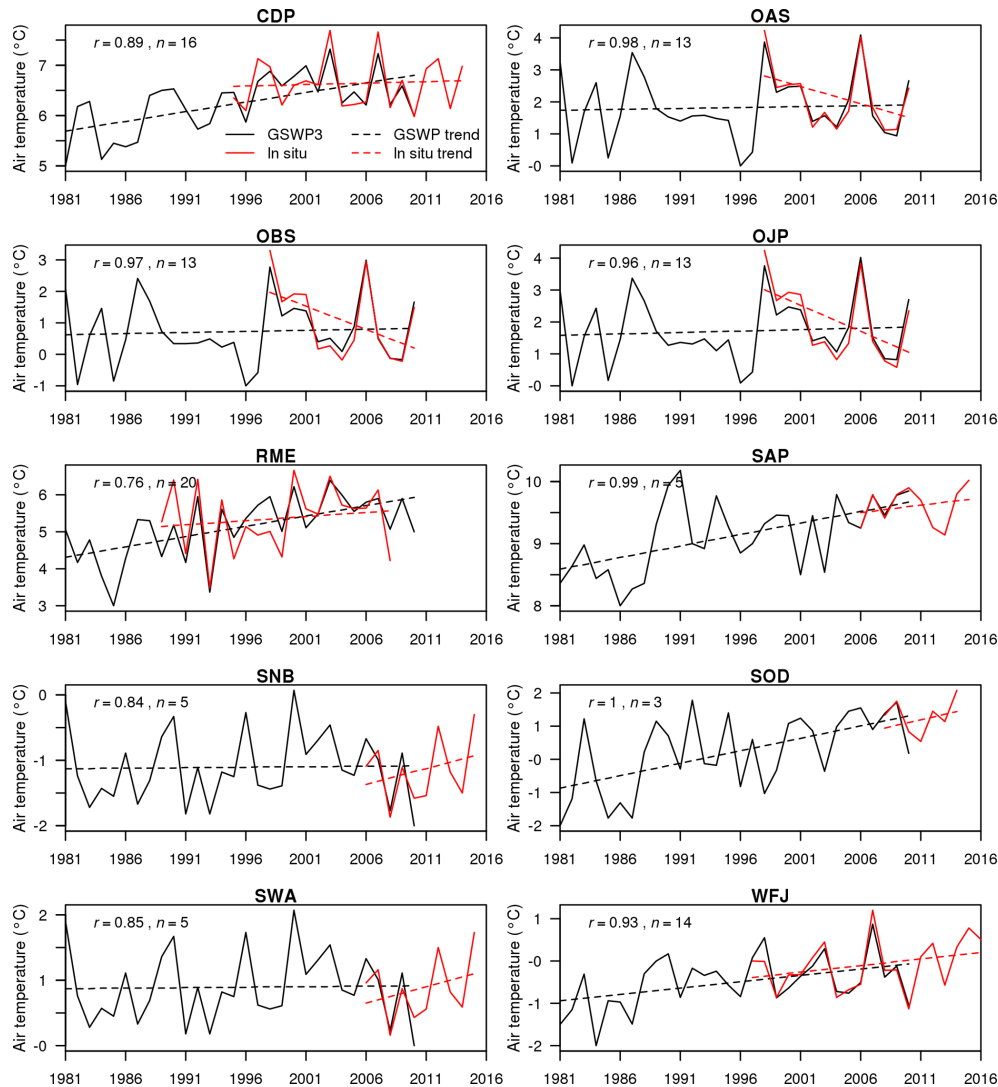 CDP
r = 0.89 , n = 16
Air temperature (°C)
7
6
5
GSWP3
In situ
GSWP trend
In situ trend
1981 1986 1991 1996 2001 2006 2011 2016
OAS
r = 0.98 , n = 13
Air temperature (°C)
4
3
2
1
-0
1981 1986 1991 1996 2001 2006 2011 2016
OBS
r = 0.97 , n = 13
Air temperature (°C)
3
2
1
0
-1
1981 1986 1991 1996 2001 2006 2011 2016
OJP
r = 0.96 , n = 13
Air temperature (°C)
4
3
2
1
-0
1981 1986 1991 1996 2001 2006 2011 2016
RME
r = 0.76 , n = 20
Air temperature (°C)
6
5
4
3
1981 1986 1991 1996 2001 2006 2011 2016
SAP
r = 0.99 , n = 5
Air temperature (°C)
10
9
8
1981 1986 1991 1996 2001 2006 2011 2016
SNB
r = 0.84 , n = 5
Air temperature (°C)
0
-1
-2
1981 1986 1991 1996 2001 2006 2011 2016
SOD
r = 1 , n = 3
Air temperature (°C)
2
1
-0
-1
-2
1981 1986 1991 1996 2001 2006 2011 2016
SWA
r = 0.85 , n = 5
Air temperature (°C)
2
1
-0
1981 1986 1991 1996 2001 2006 2011 2016
WFJ
r = 0.93 , n = 14
Air temperature (°C)
1
-0
-1
-2
1981 1986 1991 1996 2001 2006 2011 2016